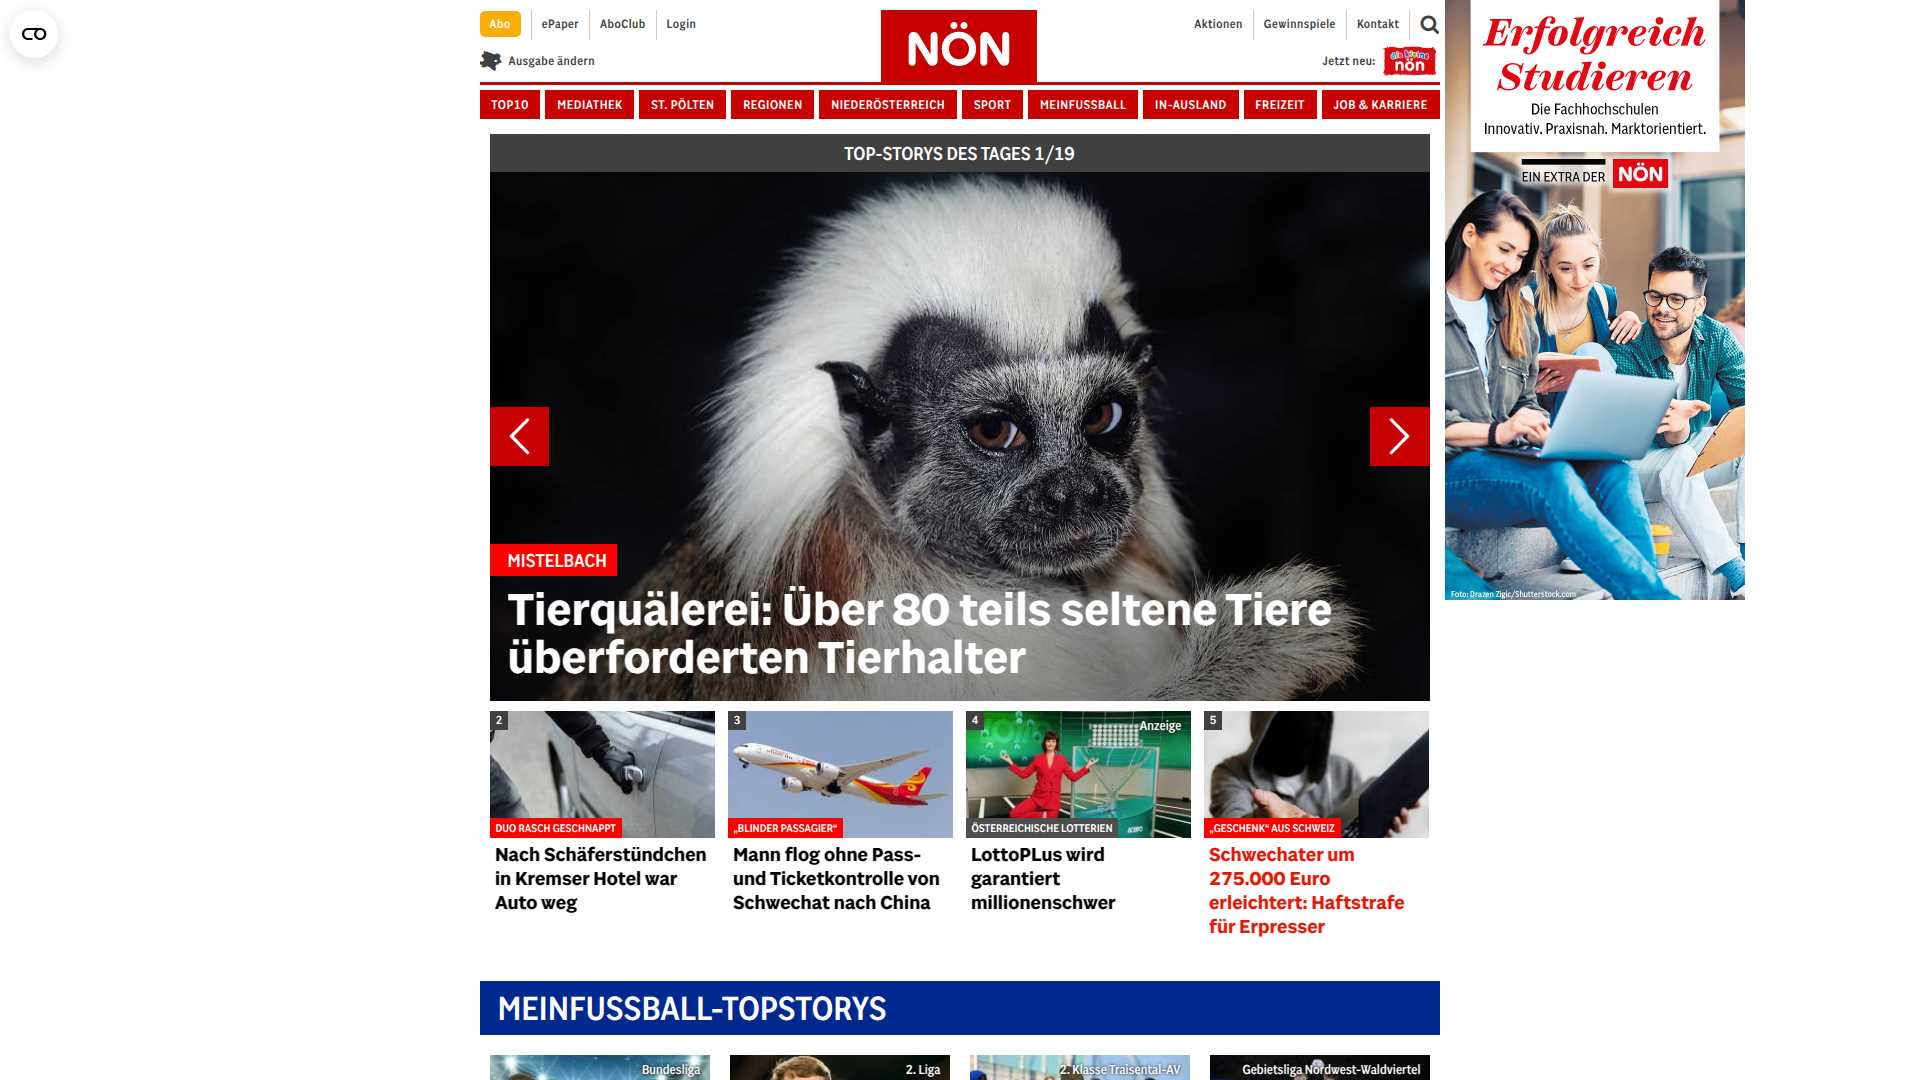 Abo
ePaper
AboClub
Login
NÖN
Aktionen
Gewinnspiele
Kontakt
Ausgabe ändern
Jetzt neu:
die kleine
nön
TOP10
MEDIATHEK
ST. PÖLTEN
REGIONEN
NIEDERÖSTERREICH
SPORT
MEINFUSSBALL
IN-AUSLAND
FREIZEIT
JOB & KARRIERE
Erfolgreich
Studieren
Die Fachhochschulen
Innovativ. Praxisnah. Marktorientiert.
EIN EXTRA DER NÖN
Foto: Drazen Zigic/Shutterstock.com
TOP-STORYS DES TAGES 1/19
MISTELBACH
Tierquälerei: Über 80 teils seltene Tiere
überforderten Tierhalter
2
DUO RASCH GESCHNAPPT
Nach Schäferstündchen
in Kremser Hotel war
Auto weg
3
„BLINDER PASSAGIER“
Mann flog ohne Pass-
und Ticketkontrolle von
Schwechat nach China
4
Anzeige
ÖSTERREICHISCHE LOTTERIEN
LottoPLus wird
garantiert
millionenschwer
5
„GESCHENK“ AUS SCHWEIZ
Schwechater um
275.000 Euro
erleichtert: Haftstrafe
für Erpresser
MEINFUSSBALL-TOPSTORYS
Bundesliga
2. Liga
2. Klasse Traisental-AV
Gebietsliga Nordwest-Waldviertel